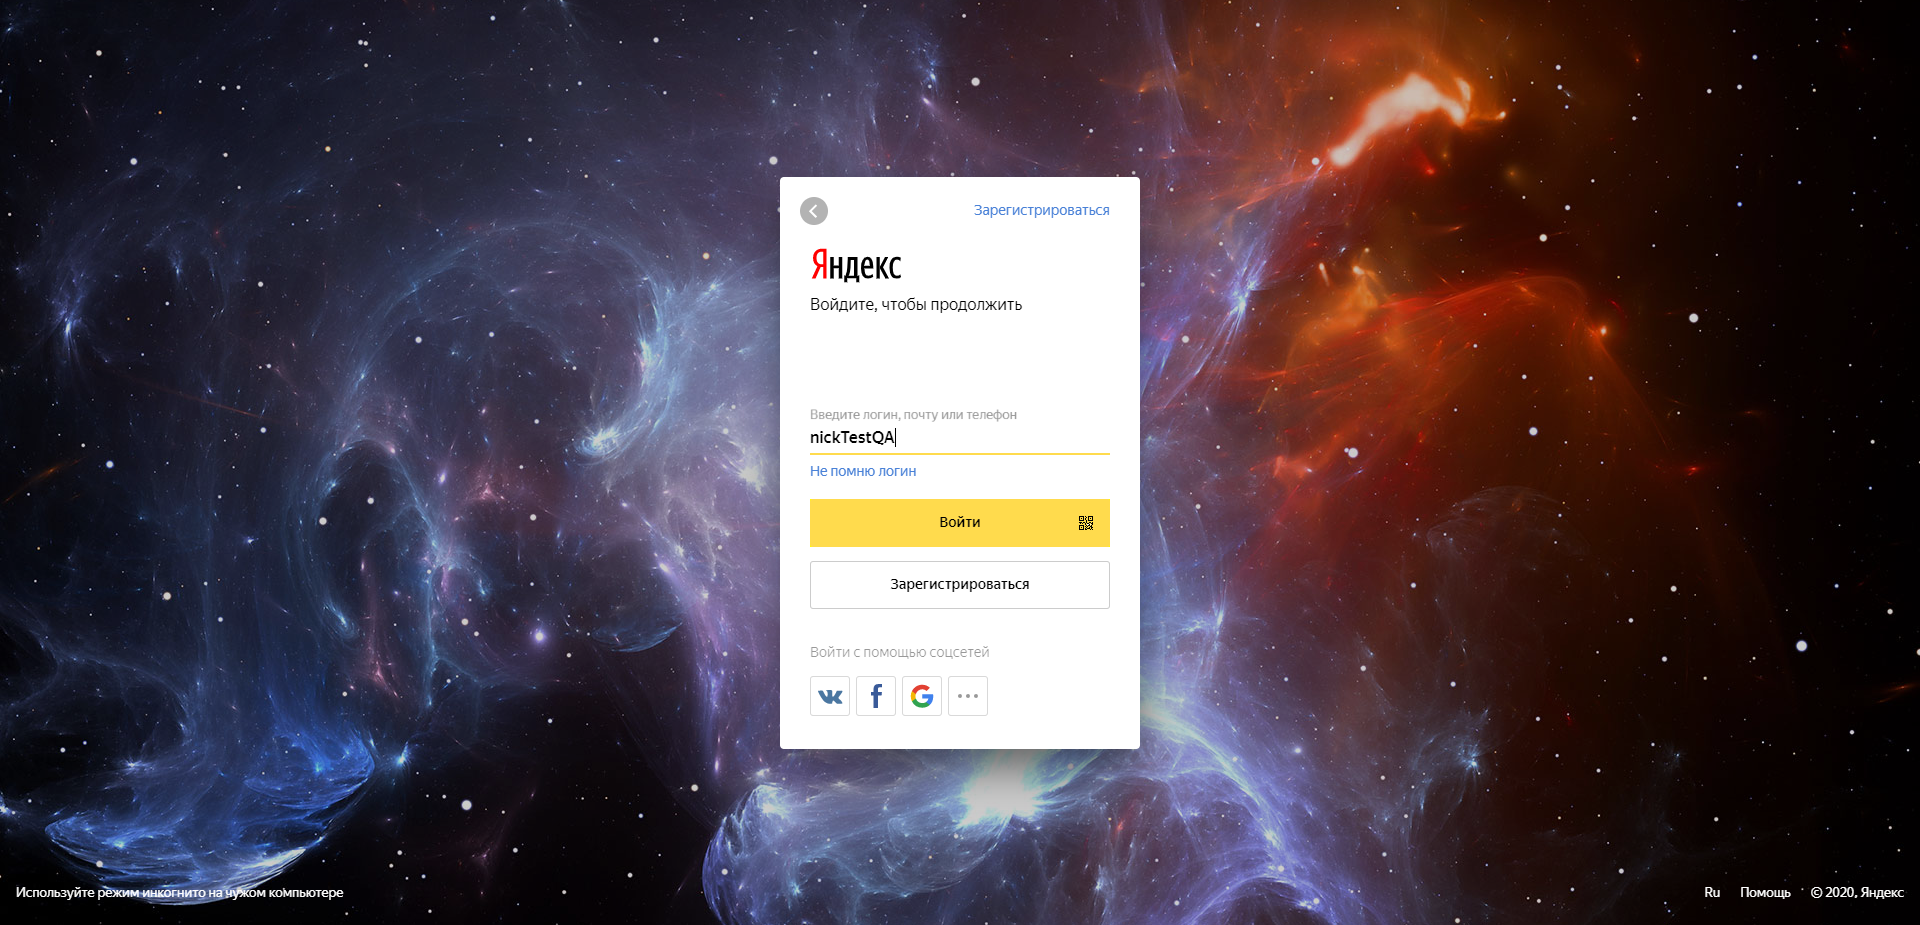 Зарегистрироваться
Яндекс
Войдите, чтобы продолжить
Введите логин, почту или телефон
nickTestQA
Не помню логин
Войти
Зарегистрироваться
Войти с помощью соцсетей
Используйте режим инкогнито на чужом компьютере
Ru Помощь © 2020, Яндекс